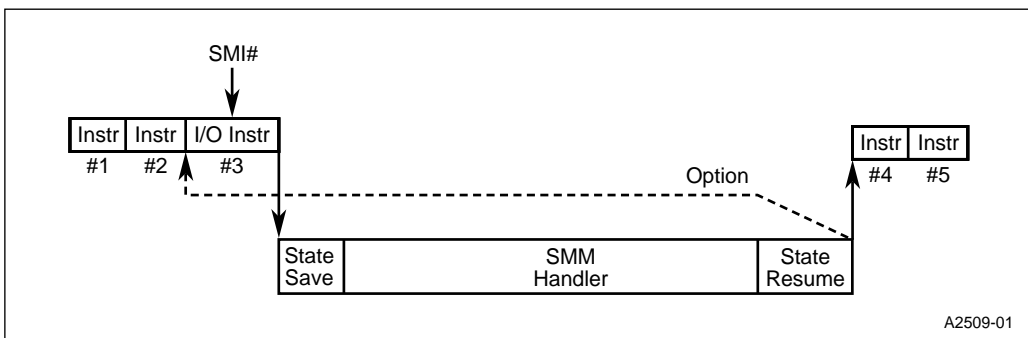 SMI#
Instr Instr I/O Instr
#1 #2 #3
Instr Instr
#4 #5
Option
State Save
SMM Handler
State Resume
A2509-01